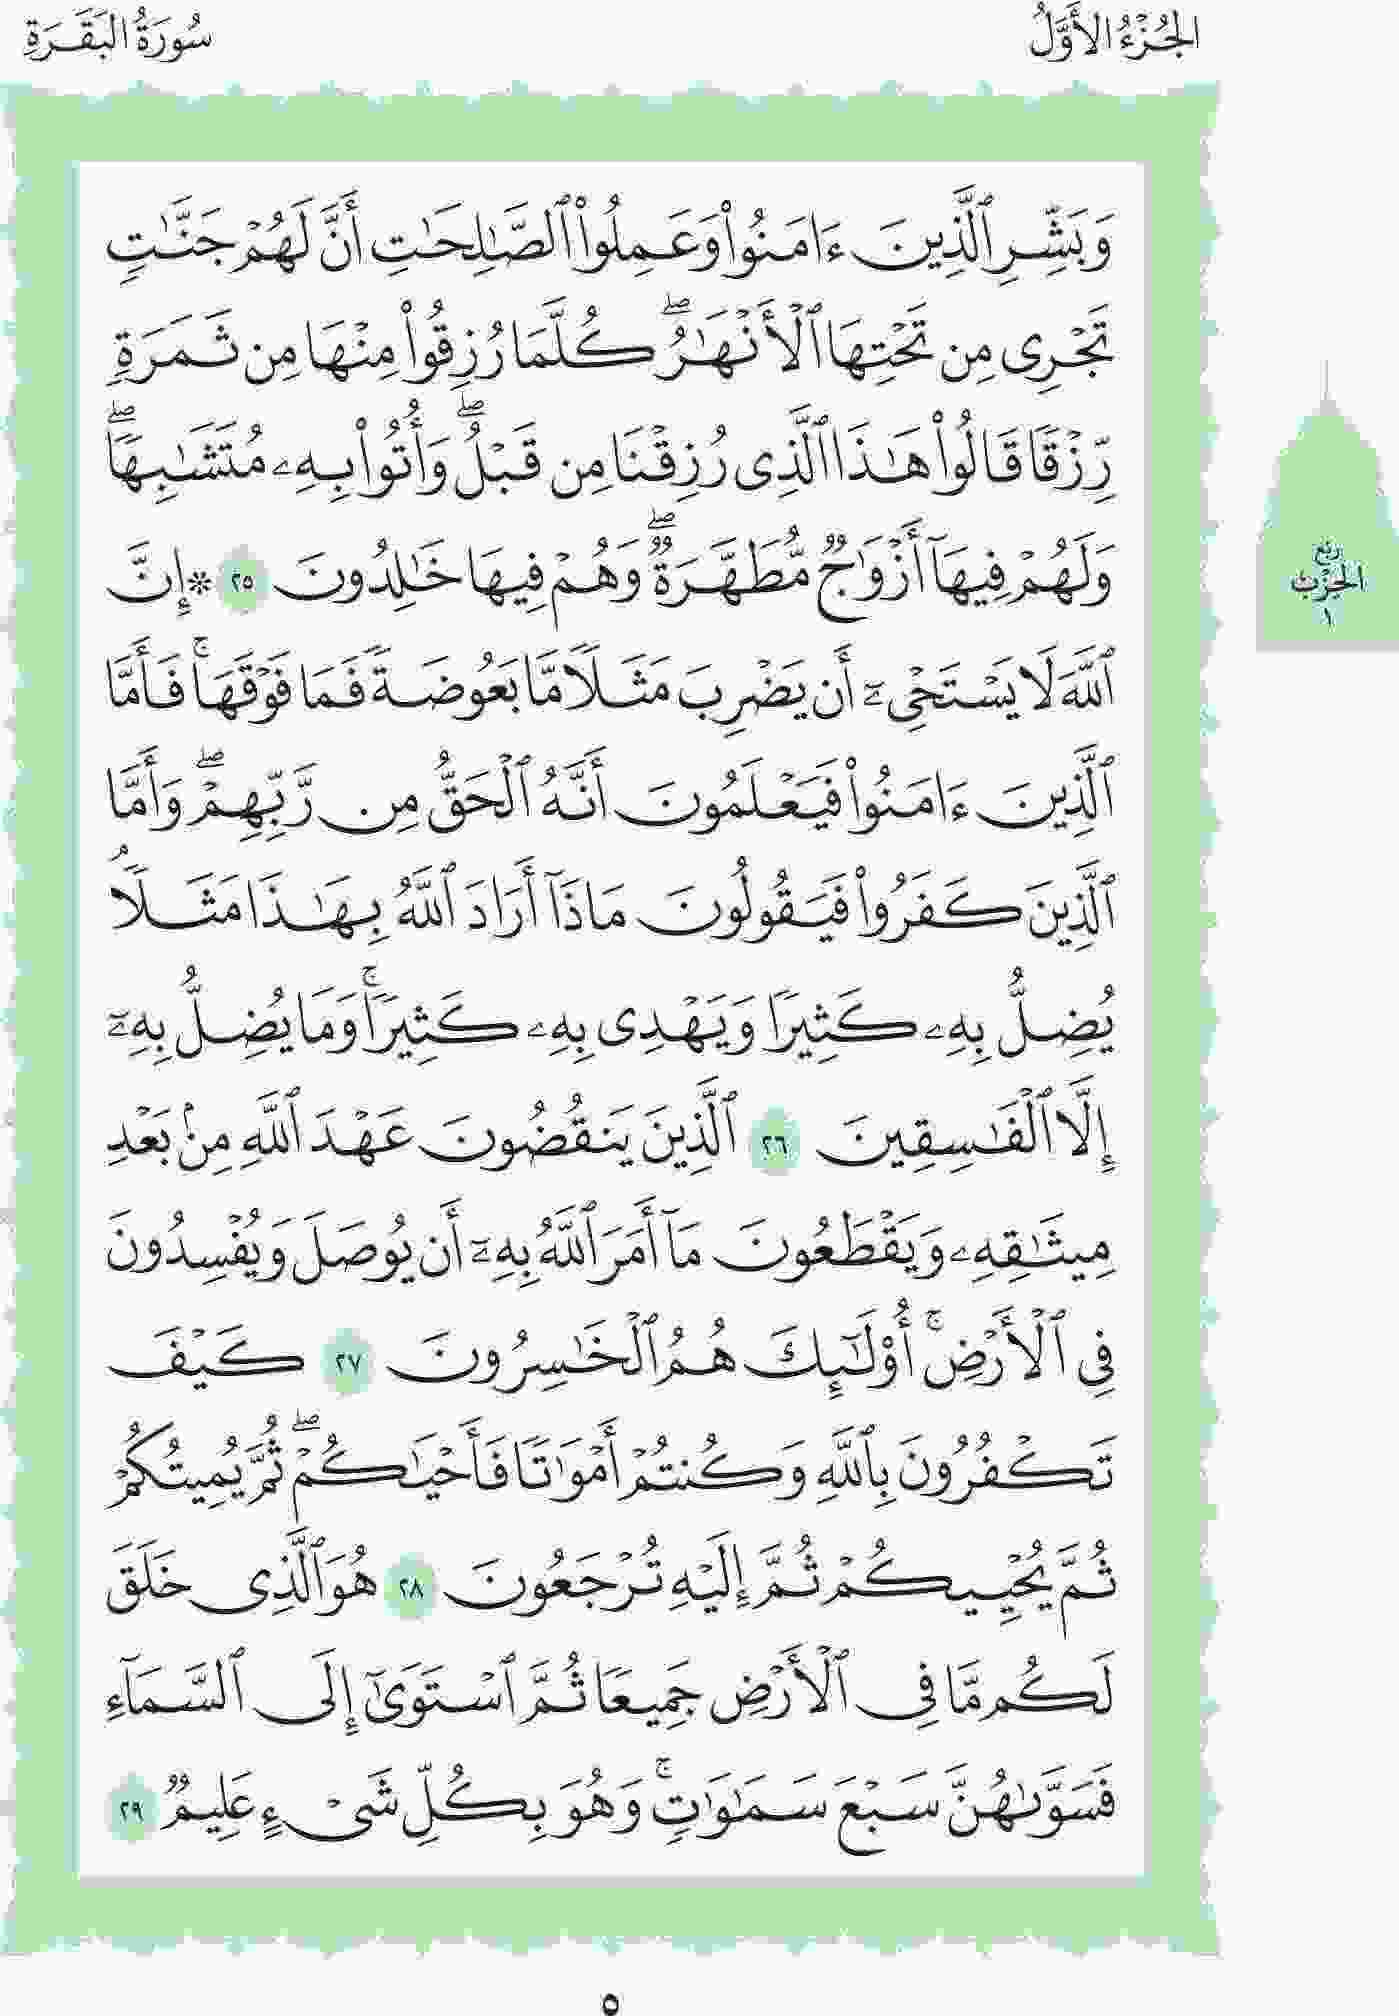 الجُزْءُ الأَوَّلُ
سُورَةُ البَقَرَةِ
وَبَشِّرِ ٱلَّذِينَ ءَامَنُوا۟ وَعَمِلُوا۟ ٱلصَّٰلِحَٰتِ أَنَّ لَهُمْ جَنَّٰتٍ
تَجْرِى مِن تَحْتِهَا ٱلْأَنْهَٰرُ ۖ كُلَّمَا رُزِقُوا۟ مِنْهَا مِن ثَمَرَةٍ
رِّزْقًا قَالُوا۟ هَٰذَا ٱلَّذِى رُزِقْنَا مِن قَبْلُ ۖ وَأُتُوا۟ بِهِۦ مُتَشَٰبِهًا ۖ
وَلَهُمْ فِيهَآ أَزْوَٰجٌ مُّطَهَّرَةٌ ۖ وَهُمْ فِيهَا خَٰلِدُونَ ٢٥ * إِنَّ
ٱللَّهَ لَا يَسْتَحْىِۦٓ أَن يَضْرِبَ مَثَلًا مَّا بَعُوضَةً فَمَا فَوْقَهَا ۚ فَأَمَّا
ٱلَّذِينَ ءَامَنُوا۟ فَيَعْلَمُونَ أَنَّهُ ٱلْحَقُّ مِن رَّبِّهِمْ ۖ وَأَمَّا
ٱلَّذِينَ كَفَرُوا۟ فَيَقُولُونَ مَاذَآ أَرَادَ ٱللَّهُ بِهَٰذَا مَثَلًا ۘ
يُضِلُّ بِهِۦ كَثِيرًا وَيَهْدِى بِهِۦ كَثِيرًا ۚ وَمَا يُضِلُّ بِهِۦٓ
إِلَّا ٱلْفَٰسِقِينَ ٢٦ ٱلَّذِينَ يَنقُضُونَ عَهْدَ ٱللَّهِ مِنۢ بَعْدِ
مِيثَٰقِهِۦ وَيَقْطَعُونَ مَآ أَمَرَ ٱللَّهُ بِهِۦٓ أَن يُوصَلَ وَيُفْسِدُونَ
فِى ٱلْأَرْضِ ۚ أُو۟لَٰٓئِكَ هُمُ ٱلْخَٰسِرُونَ ٢٧ كَيْفَ
تَكْفُرُونَ بِٱللَّهِ وَكُنتُمْ أَمْوَٰتًا فَأَحْيَٰكُمْ ۖ ثُمَّ يُمِيتُكُمْ
ثُمَّ يُحْيِيكُمْ ثُمَّ إِلَيْهِ تُرْجَعُونَ ٢٨ هُوَ ٱلَّذِى خَلَقَ
لَكُم مَّا فِى ٱلْأَرْضِ جَمِيعًا ثُمَّ ٱسْتَوَىٰٓ إِلَى ٱلسَّمَآءِ
فَسَوَّىٰهُنَّ سَبْعَ سَمَٰوَٰتٍ ۚ وَهُوَ بِكُلِّ شَىْءٍ عَلِيمٌ ٢٩
ربع
الحزب
١
٥